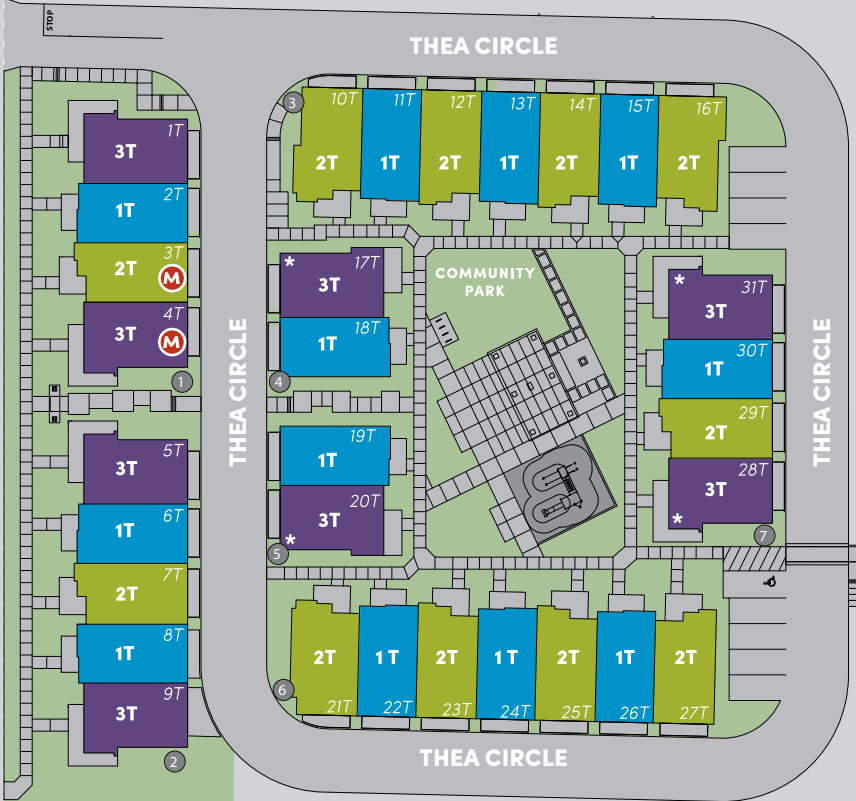 STOP
THEA CIRCLE
3
10T
11T
12T
13T
14T
15T
16T
2T
1T
2T
1T
2T
1T
2T
1T
3T
2T
1T
3T
2T
M
4T
3T
M
1
THEA CIRCLE
*
17T
3T
18T
1T
4
COMMUNITY
PARK
*
31T
3T
30T
1T
29T
2T
28T
3T
*
7
THEA CIRCLE
5T
3T
6T
1T
7T
2T
8T
1T
9T
3T
2
19T
1T
20T
3T
*
5
2T
1 T
2T
1 T
2T
1T
2T
6
21T
22T
23T
24T
25T
26T
27T
THEA CIRCLE